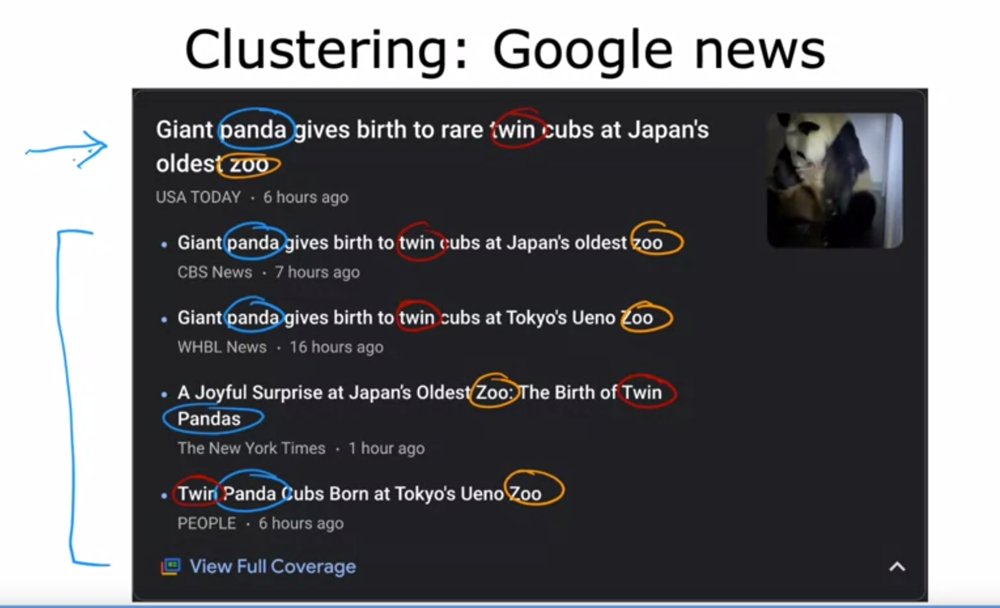 Clustering: Google news
Giant panda gives birth to rare twin cubs at Japan's
oldest zoo
USA TODAY · 6 hours ago
• Giant panda gives birth to twin cubs at Japan's oldest zoo
CBS News · 7 hours ago
• Giant panda gives birth to twin cubs at Tokyo's Ueno Zoo
WHBL News · 16 hours ago
• A Joyful Surprise at Japan’s Oldest Zoo: The Birth of Twin
Pandas
The New York Times · 1 hour ago
• Twin Panda Cubs Born at Tokyo's Ueno Zoo
PEOPLE · 6 hours ago
View Full Coverage